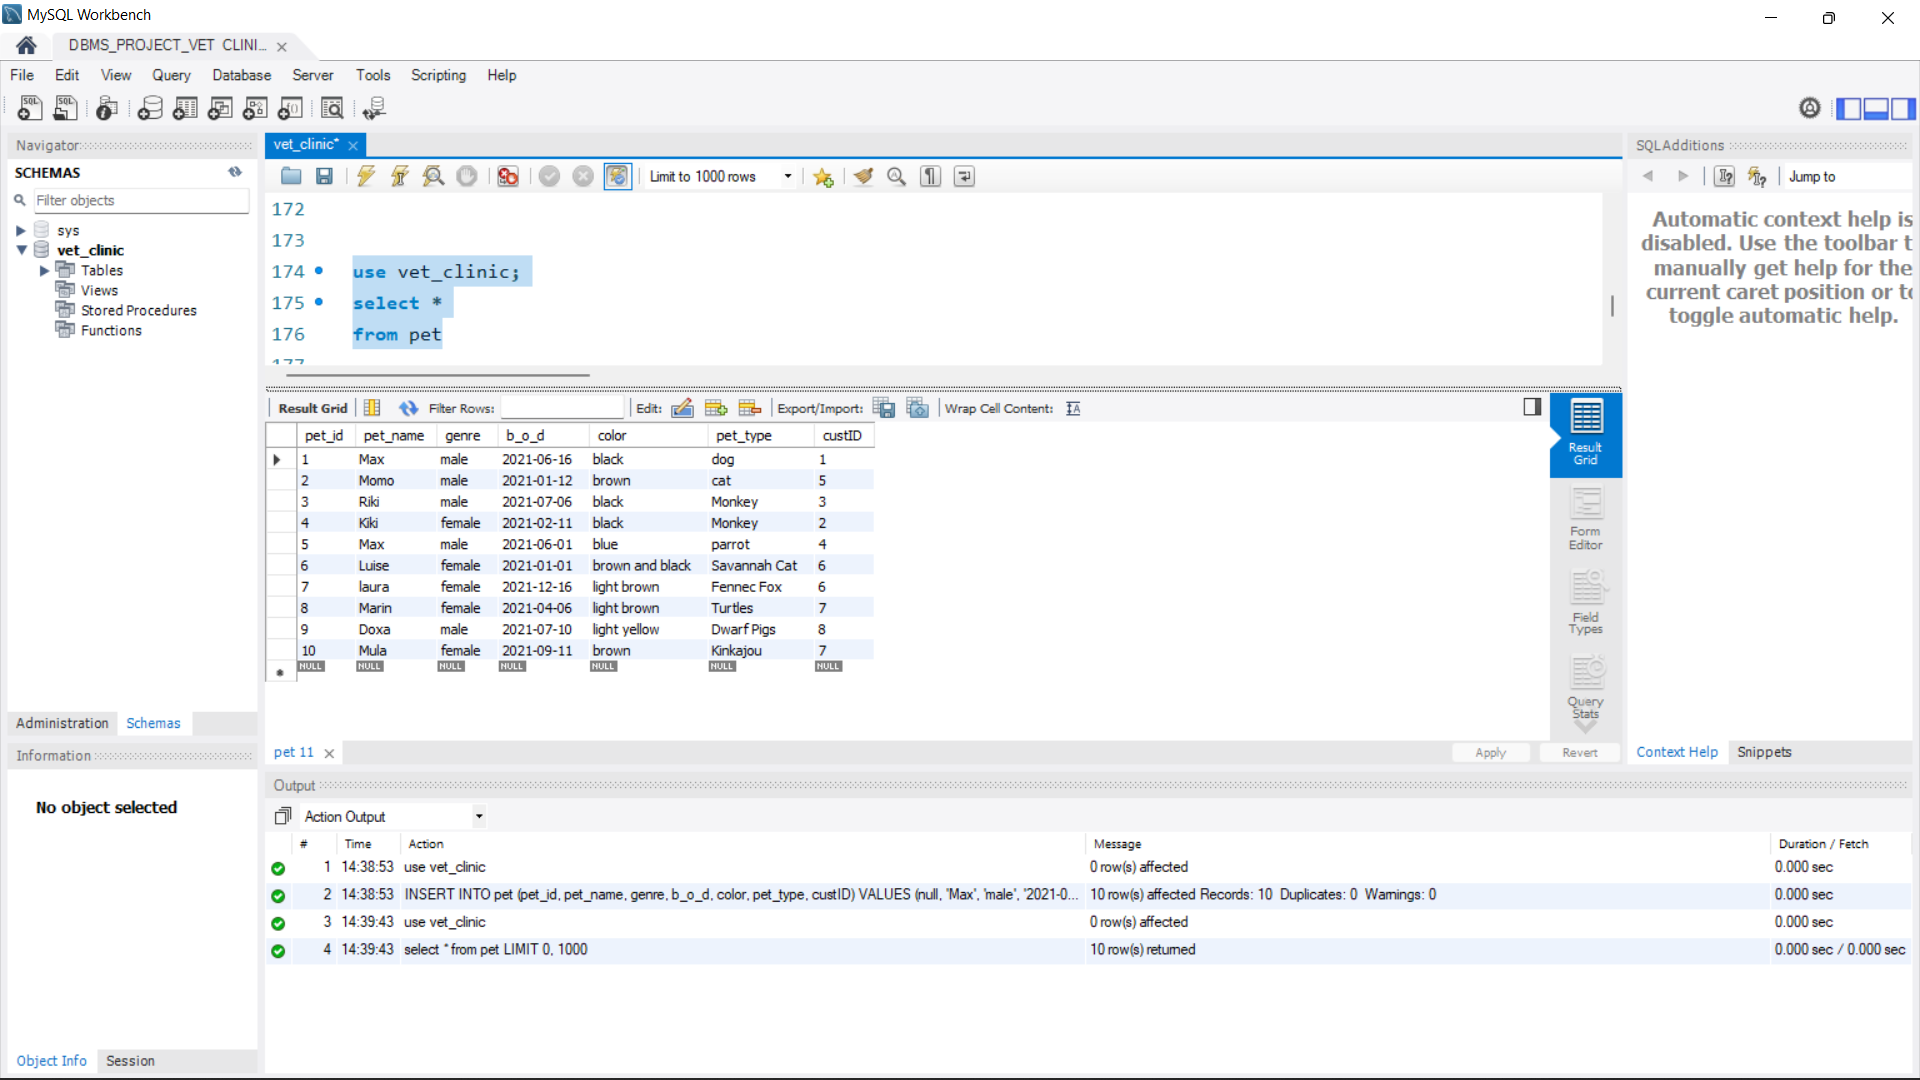 MySQL Workbench
DBMS_PROJECT_VET CLINI...
File Edit View Query Database Server Tools Scripting Help
Navigator
SCHEMAS
Filter objects
sys
vet_clinic
Tables
Views
Stored Procedures
Functions
Administration Schemas
Information
No object selected
Object Info Session
vet_clinic*
Limit to 1000 rows
172
173
174 use vet_clinic;
175 select *
176 from pet
177
Result Grid Filter Rows: Edit: Export/Import: Wrap Cell Content:
pet_id pet_name genre b_o_d color pet_type custID
1 Max male 2021-06-16 black dog 1
2 Momo male 2021-01-12 brown cat 5
3 Riki male 2021-07-06 black Monkey 3
4 Kiki female 2021-02-11 black Monkey 2
5 Max male 2021-06-01 blue parrot 4
6 Luise female 2021-01-01 brown and black Savannah Cat 6
7 laura female 2021-12-16 light brown Fennec Fox 6
8 Marin female 2021-04-06 light brown Turtles 7
9 Doxa male 2021-07-10 light yellow Dwarf Pigs 8
10 Mula female 2021-09-11 brown Kinkajou 7
NULL NULL NULL NULL NULL NULL NULL
Result
Grid
Form
Editor
Field
Types
Query
Stats
pet 11
Apply Revert
SQLAdditions
Jump to
Automatic context help is
disabled. Use the toolbar t
manually get help for the
current caret position or to
toggle automatic help.
Context Help Snippets
Output
Action Output
# Time Action Message Duration / Fetch
1 14:38:53 use vet_clinic 0 row(s) affected 0.000 sec
2 14:38:53 INSERT INTO pet (pet_id, pet_name, genre, b_o_d, color, pet_type, custID) VALUES (null, 'Max', 'male', '2021-0... 10 row(s) affected Records: 10 Duplicates: 0 Warnings: 0 0.000 sec
3 14:39:43 use vet_clinic 0 row(s) affected 0.000 sec
4 14:39:43 select * from pet LIMIT 0, 1000 10 row(s) returned 0.000 sec / 0.000 sec